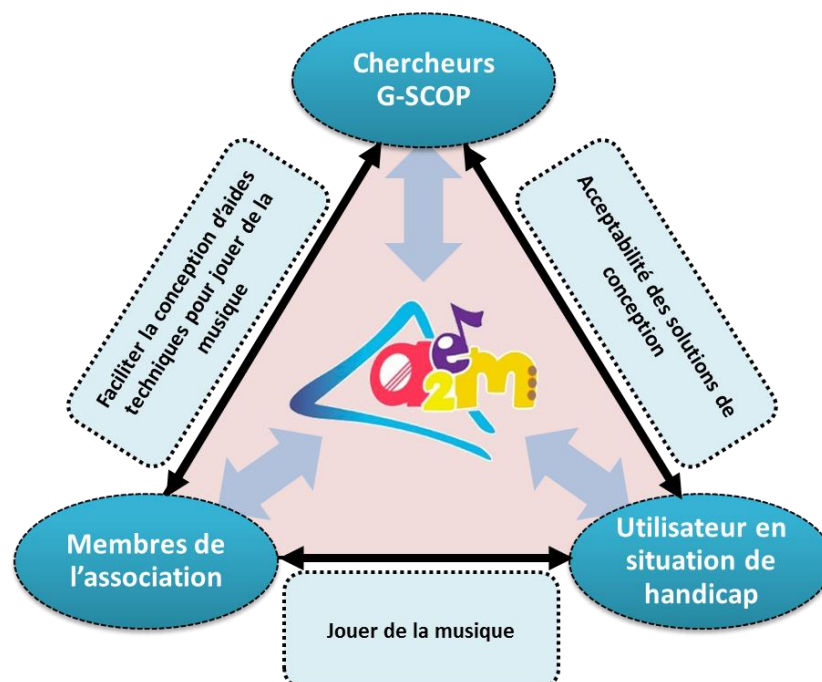 Chercheurs
G-SCOP
Faciliter la conception d'aides
techniques pour jouer de la
musique
Acceptabilité des solutions de
conception
ae2m
Membres de
l'association
Utilisateur en
situation de
handicap
Jouer de la musique